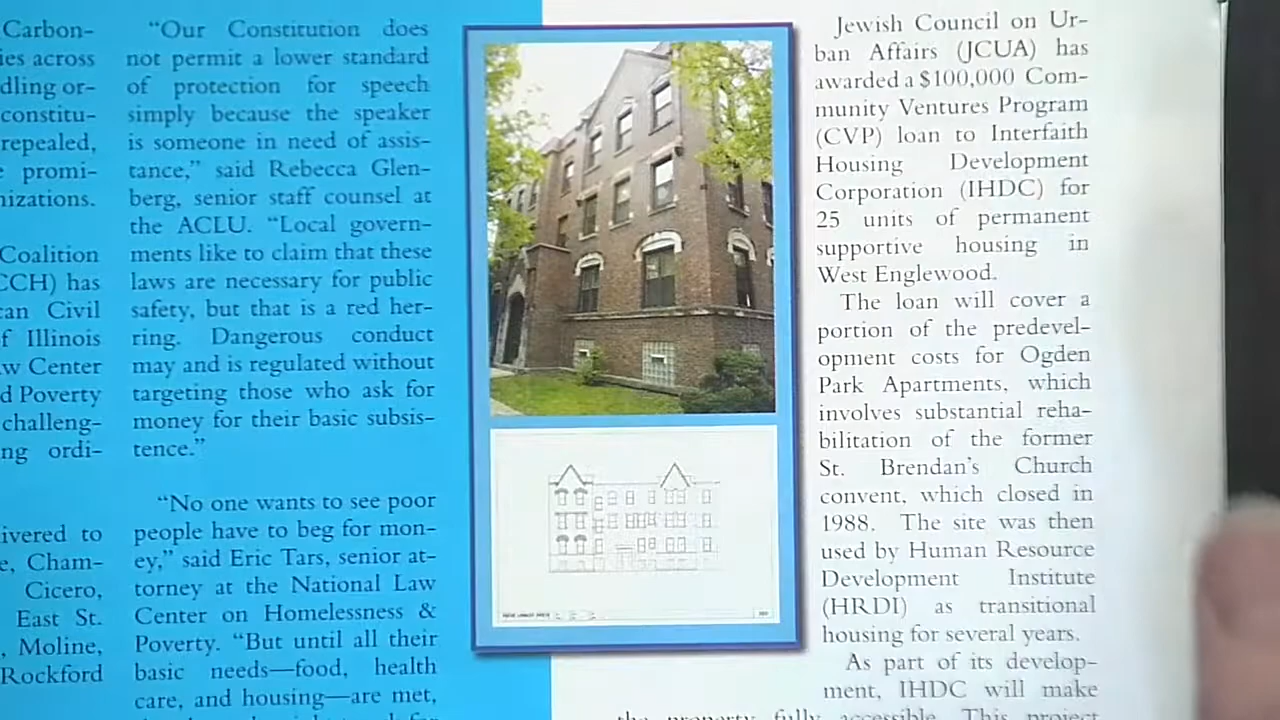 Carbon-
ies across
dling or-
constitu-
repealed,
promi-
nizations.
Coalition
CCH) has
can Civil
f Illinois
w Center
d Poverty
challeng-
ng ordi-
ivered to
e, Cham-
Cicero,
East St.
, Moline,
Rockford
“Our Constitution does
not permit a lower standard
of protection for speech
simply because the speaker
is someone in need of assis-
tance,” said Rebecca Glen-
berg, senior staff counsel at
the ACLU. “Local govern-
ments like to claim that these
laws are necessary for public
safety, but that is a red her-
ring. Dangerous conduct
may and is regulated without
targeting those who ask for
money for their basic subsis-
tence.”
“No one wants to see poor
people have to beg for mon-
ey,” said Eric Tars, senior at-
torney at the National Law
Center on Homelessness &
Poverty. “But until all their
basic needs—food, health
care, and housing—are met,
Jewish Council on Ur-
ban Affairs (JCUA) has
awarded a $100,000 Com-
munity Ventures Program
(CVP) loan to Interfaith
Housing Development
Corporation (IHDC) for
25 units of permanent
supportive housing in
West Englewood.
The loan will cover a
portion of the predevel-
opment costs for Ogden
Park Apartments, which
involves substantial reha-
bilitation of the former
St. Brendan’s Church
convent, which closed in
1988. The site was then
used by Human Resource
Development Institute
(HRDI) as transitional
housing for several years.
As part of its develop-
ment, IHDC will make
the property fully accessible. This project